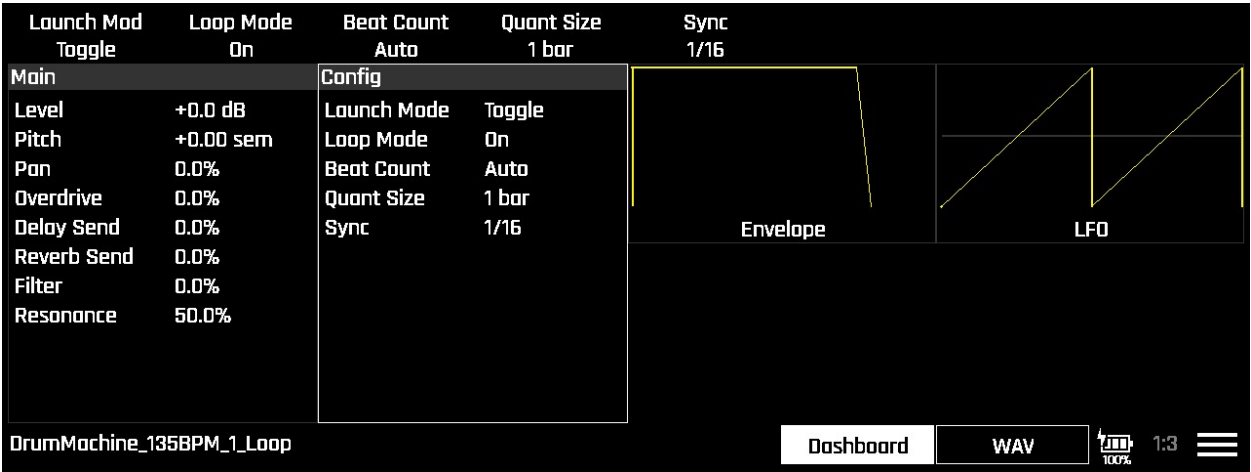 Launch Mod Loop Mode Beat Count Quant Size Sync
Toggle On Auto 1 bar 1/16
Main Config
Level +0.0 dB Launch Mode Toggle
Pitch +0.00 sem Loop Mode On
Pan 0.0% Beat Count Auto
Overdrive 0.0% Quant Size 1 bar
Delay Send 0.0% Sync 1/16 Envelope LFO
Reverb Send 0.0%
Filter 0.0%
Resonance 50.0%
DrumMachine_135BPM_1_Loop Dashboard WAV 100% 1:3